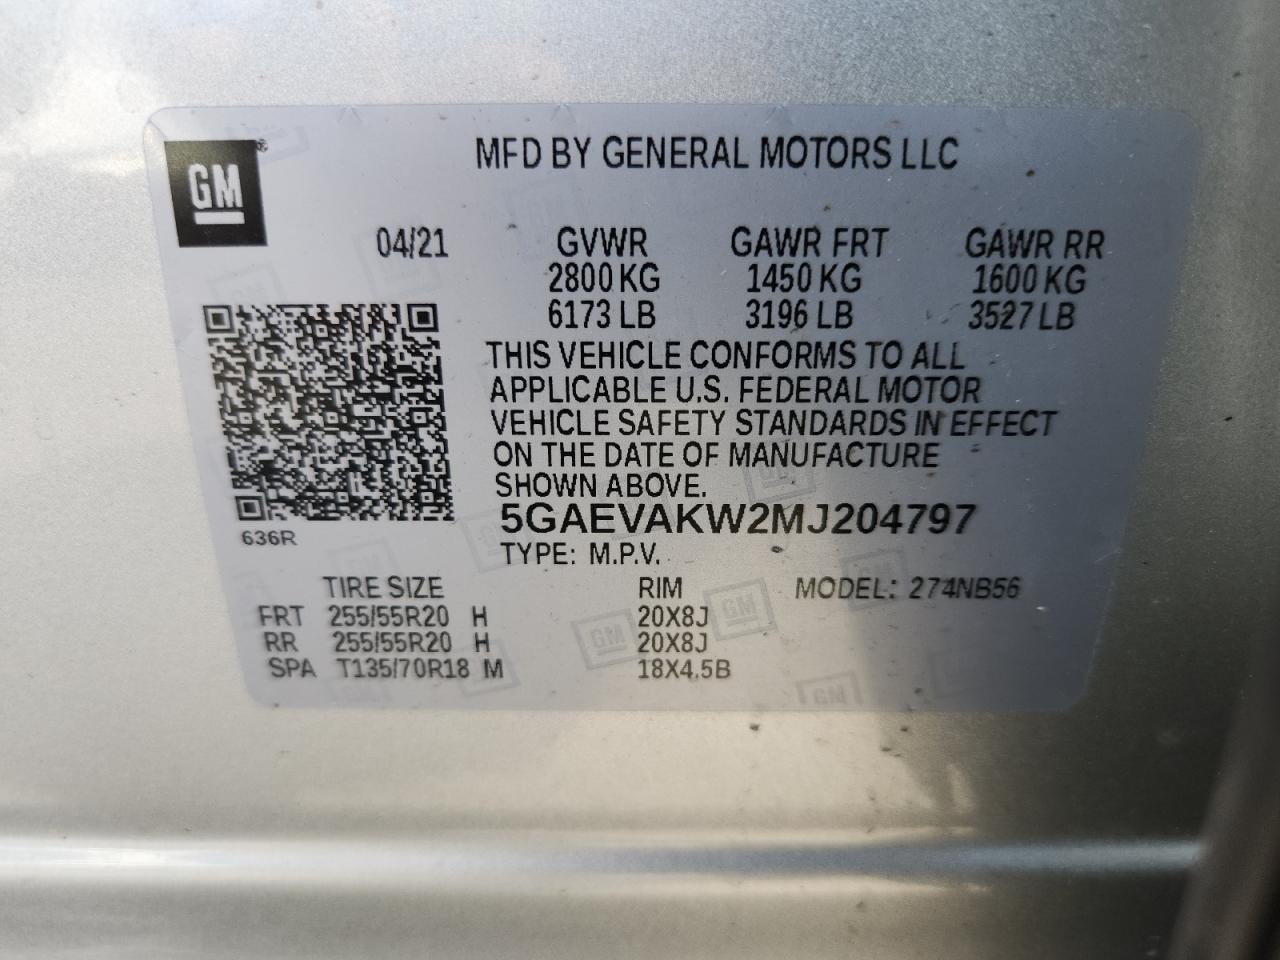 GM®
MFD BY GENERAL MOTORS LLC
04/21 GVWR GAWR FRT GAWR RR
2800 KG 1450 KG 1600 KG
6173 LB 3196 LB 3527 LB
THIS VEHICLE CONFORMS TO ALL
APPLICABLE U.S. FEDERAL MOTOR
VEHICLE SAFETY STANDARDS IN EFFECT
ON THE DATE OF MANUFACTURE
SHOWN ABOVE.
5GAEVAKW2MJ204797
636R
TYPE: M.P.V.
TIRE SIZE RIM MODEL: 274NB56
FRT 255/55R20 H 20X8J
RR 255/55R20 H 20X8J
SPA T135/70R18 M 18X4.5B